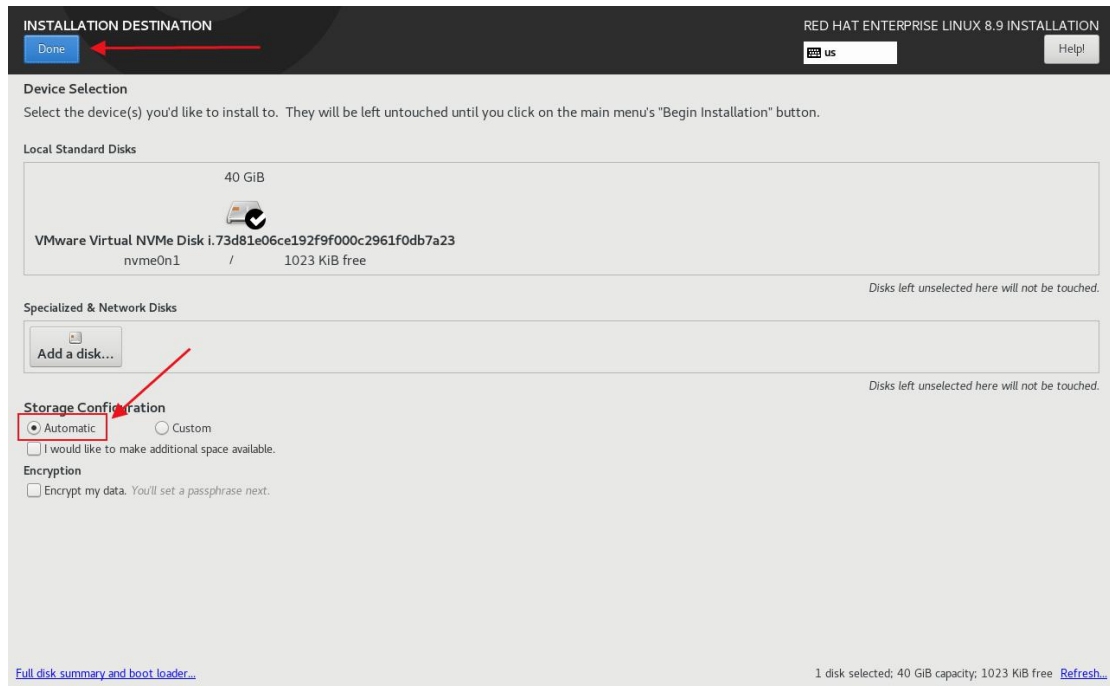 INSTALLATION DESTINATION
RED HAT ENTERPRISE LINUX 8.9 INSTALLATION
Done
us
Help!
Device Selection
Select the device(s) you'd like to install to. They will be left untouched until you click on the main menu's "Begin Installation" button.
Local Standard Disks
40 GiB
VMware Virtual NVMe Disk i.73d81e06ce192f9f000c2961f0db7a23
nvme0n1 / 1023 KiB free
Disks left unselected here will not be touched.
Specialized & Network Disks
Add a disk...
Disks left unselected here will not be touched.
Storage Configuration
Automatic Custom
I would like to make additional space available.
Encryption
Encrypt my data. You'll set a passphrase next.
Full disk summary and boot loader...
1 disk selected; 40 GiB capacity; 1023 KiB free Refresh...